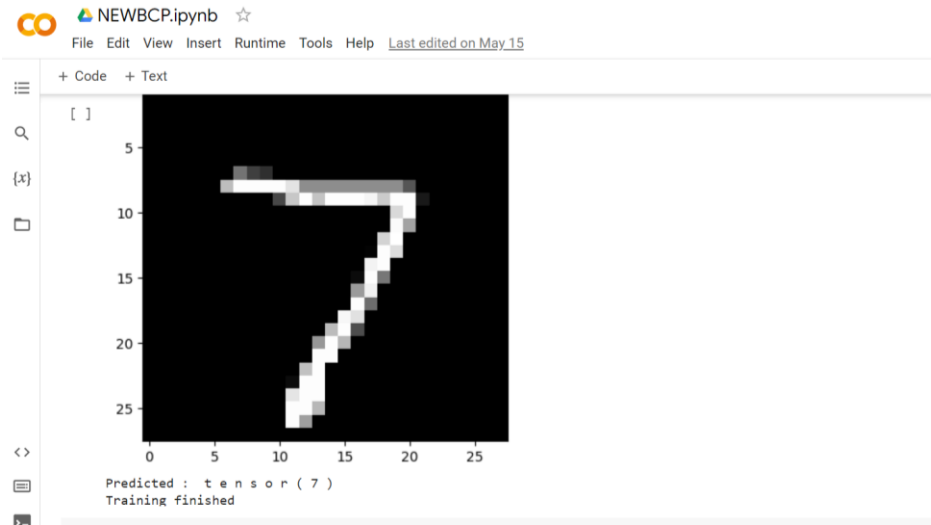 NEWBCP.ipynb
File Edit View Insert Runtime Tools Help Last edited on May 15
+ Code + Text
[ ]
{x}
5
10
15
20
25
0 5 10 15 20 25
7
Predicted : t e n s o r ( 7 )
Training finished